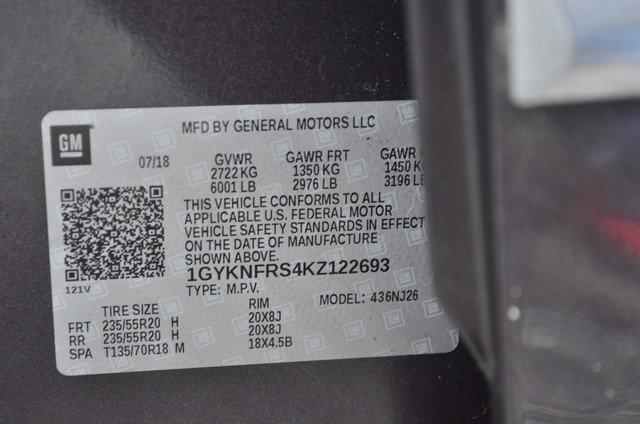 GM
MFD BY GENERAL MOTORS LLC
07/18 GVWR GAWR FRT GAWR
2722 KG 1350 KG 1450
6001 LB 2976 LB 3196
THIS VEHICLE CONFORMS TO ALL
APPLICABLE U.S. FEDERAL MOTOR
VEHICLE SAFETY STANDARDS IN EFFECT
ON THE DATE OF MANUFACTURE
SHOWN ABOVE.
1GYKNFRS4KZ122693
121V
TYPE: M.P.V.
TIRE SIZE RIM MODEL: 436NJ26
FRT 235/55R20 H 20X8J
RR 235/55R20 H 20X8J
SPA T135/70R18 M 18X4.5B